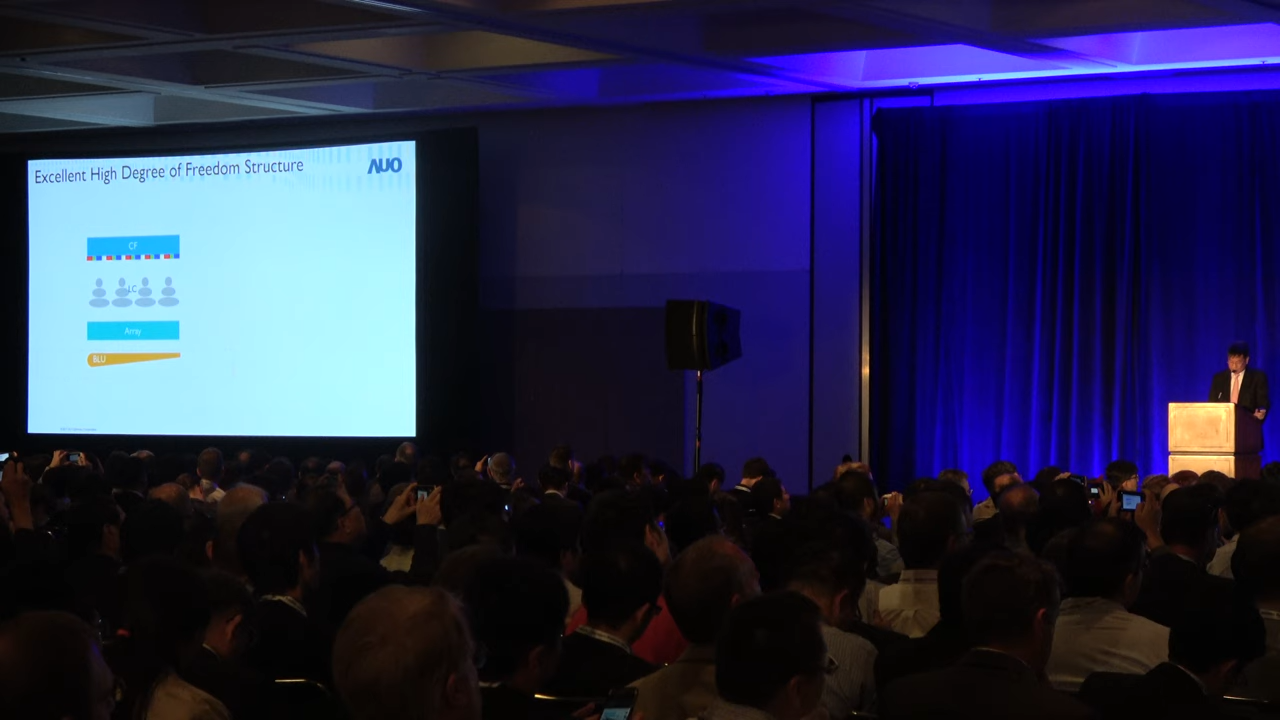 Excellent High Degree of Freedom Structure
AUO
CF
LC
Array
BLU